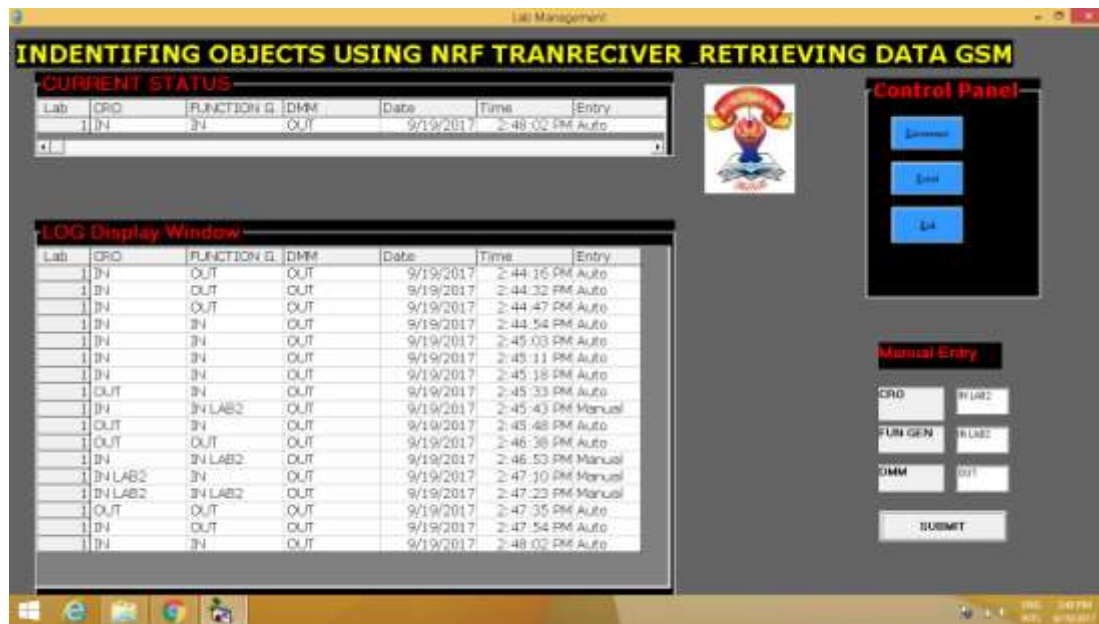 Lab Management
INDENTIFING OBJECTS USING NRF TRANRECIVER _RETRIEVING DATA GSM
CURRENT STATUS
Lab CRO FUNCTION G. DMM Date Time Entry
1 IN IN OUT 9/19/2017 2:48:02 PM Auto
LOG Display Window
Lab CRO FUNCTION G. DMM Date Time Entry
1 IN OUT OUT 9/19/2017 2:44:16 PM Auto
1 IN OUT OUT 9/19/2017 2:44:32 PM Auto
1 IN OUT OUT 9/19/2017 2:44:47 PM Auto
1 IN IN OUT 9/19/2017 2:44:54 PM Auto
1 IN IN OUT 9/19/2017 2:45:03 PM Auto
1 IN IN OUT 9/19/2017 2:45:11 PM Auto
1 IN IN OUT 9/19/2017 2:45:18 PM Auto
1 OUT IN OUT 9/19/2017 2:45:33 PM Auto
1 IN IN LAB2 OUT 9/19/2017 2:45:43 PM Manual
1 OUT IN OUT 9/19/2017 2:45:48 PM Auto
1 OUT OUT OUT 9/19/2017 2:46:38 PM Auto
1 IN IN LAB2 OUT 9/19/2017 2:46:53 PM Manual
1 IN LAB2 IN OUT 9/19/2017 2:47:10 PM Manual
1 IN LAB2 IN LAB2 OUT 9/19/2017 2:47:23 PM Manual
1 OUT OUT OUT 9/19/2017 2:47:35 PM Auto
1 IN OUT OUT 9/19/2017 2:47:54 PM Auto
1 IN IN OUT 9/19/2017 2:48:02 PM Auto
Control Panel
Exit
Manual Entry
CRO IN LAB2
FUN GEN IN LAB2
DMM OUT
SUBMIT
ENG 2:48 PM
INTL 9/19/2017